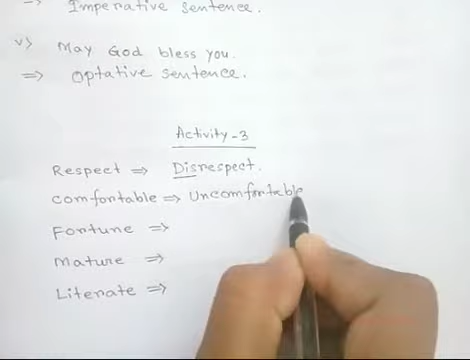 ⇒ Imperative sentence.
v) May God bless you.
⇒ Optative sentence.
Activity-3
Respect ⇒ Disrespect.
Comfortable ⇒ Uncomfortable
Fortune ⇒
Mature ⇒
Literate ⇒